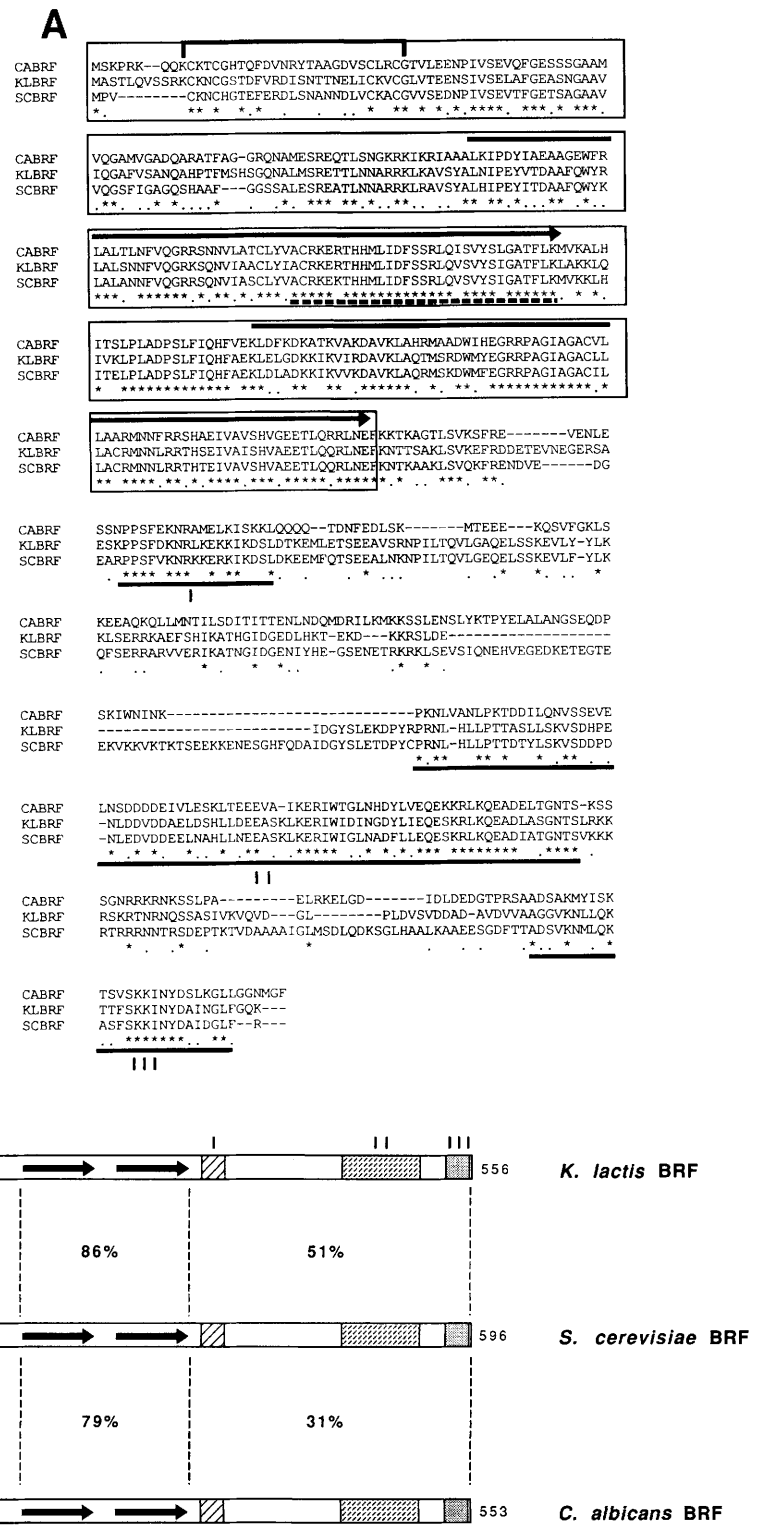 A
CABRF MSKPRK--QQKCKTCGHTQFDVNRYTAAGDVSCLRCGTVLEENPIVSEVQFGESSSGAAM
KLBRF MASTLQVSSRKCKNCGSTDFVRDISNTTNELICKVCGLVTEENSIVSELAFGEASNGAAV
SCBRF MPV--------CKNCHGTEFERDLSNANNDLVCKACGVVSEDNPIVSEVTFGETSAGAAV
CABRF VQGAMVGADQARATFAG-GRQNAMESREQTLSNGKRKIKRIAAALKIPDYIAEAAGEWFR
KLBRF IQGAFVSANQAHPTFMSHSGQNALMSRETTLNNARRKLKAVSYALNIPEYVTDAAFQWYR
SCBRF VQGSFIGAGQSHAAF---GGSSALESREATLNNARRKLRAVSYALHIPEYITDAAFQWYK
CABRF LALTLNFVQGRRSNNVLATCLYVACRKERTHHMLIDFSSRLQISVYSLGATFLKMVKALH
KLBRF LALSNNFVQGRKSQNVIAACLYIACRKERTHHMLIDFSSRLQVSVYSIGATFLKLAKKLQ
SCBRF LALANNFVQGRRSQNVIASCLYVACRKEKTHHMLIDFSSRLQVSVYSIGATFLKMVKKLH
CABRF ITSLPLADPSLFIQHFVEKLDFKDKATKVAKDAVKLAHRMAADWIHEGRRPAGIAGACVL
KLBRF IVKLPLADPSLFIQHFAEKLELGDKKIKVIRDAVKLAQTMSRDWMYEGRRPAGIAGACLL
SCBRF ITELPLADPSLFIQHFAEKLDLADKKIKVVKDAVKLAQRMSKDWMFEGRRPAGIAGACIL
CABRF LAARMNNFRRSHAEIVAVSHVGEETLQRRLNEFKKTKAGTLSVKSFRE-------VENLE
KLBRF LACRMNNLRRTHSEIVAISHVAEETLQQRLNEFKNTTSAKLSVKEFRDDETEVNEGERSA
SCBRF LACRMNNLRRTHTEIVAVSHVAEETLQQRLNEFKNTKAAKLSVQKFRENDVE------DG
CABRF SSNPPSFEKNRAMELKISKKLQQQQ--TDNFEDLSK------MTEEE---KQSVFGKLS
KLBRF ESKPPSFDKNRLKEKKIKDSLDTKEMLETSEEAVSRNPILTQVLGAQELSSKEVLY-YLK
SCBRF EARPPSFVKNRKKERKIKDSLDKEEMFQTSEEALNKNPILTQVLGEQELSSKEVLF-YLK
I
CABRF KEEAQKQLLMNTILSDITITTENLNDQMDRILKMKKSSLENSLYKTPYELALANGSEQDP
KLBRF KLSERRKAEFSHIKATHGIDGEDLHKT-EKD---KKRSLDE-------------------
SCBRF QFSERRARVVERIKATNGIDGENIYHE-GSENETRKRKLSEVSIQNEHVEGEDKETEGTE
CABRF SKIWNINK----------------------------PKNLVANLPKTDDILQNVSSEVE
KLBRF -------------------------IDGYSLEKDPYRPRNL-HLLPTTASLLSKVSDHPE
SCBRF EKVKKVKTKTSEEKKENESGHFQDAIDGYSLETDPYCPRNL-HLLPTTDTYLSKVSDDPD
CABRF LNSDDDDEIVLESKLTEEEVA-IKERIWTGLNHDYLVEQEKKRLKQEADELTGNTS-KSS
KLBRF -NLDDVDDAELDSHLLDEEASKLKERIWIDINGDYLIEQESKRLKQEADLASGNTSLRKK
SCBRF -NLEDVDDEELNAHLLNEEASKLKERIWIGLNADFLLEQESKRLKQEADIATGNTSVKKK
II
CABRF SGNRRKRNKSSLPA---------ELRKELGD-------IDLDEDGTPRSAADSAKMYISK
KLBRF RSKRTNRNQSSASIVKVQVD---GL--------PLDVSVDDAD-AVDVVAAGGVKNLLQK
SCBRF RTRRRNNTRSDEPTKTVDAAAAIGLMSDLQDKSGLHAALKAAEESGDFTTADSVKNMLQK
CABRF TSVSKKINYDSLKGLLGGNMGF
KLBRF TTFSKKINYDAINGLFGQK---
SCBRF ASFSKKINYDAIDGLF--R---
III
I II III
556 K. lactis BRF
86% 51%
596 S. cerevisiae BRF
79% 31%
553 C. albicans BRF